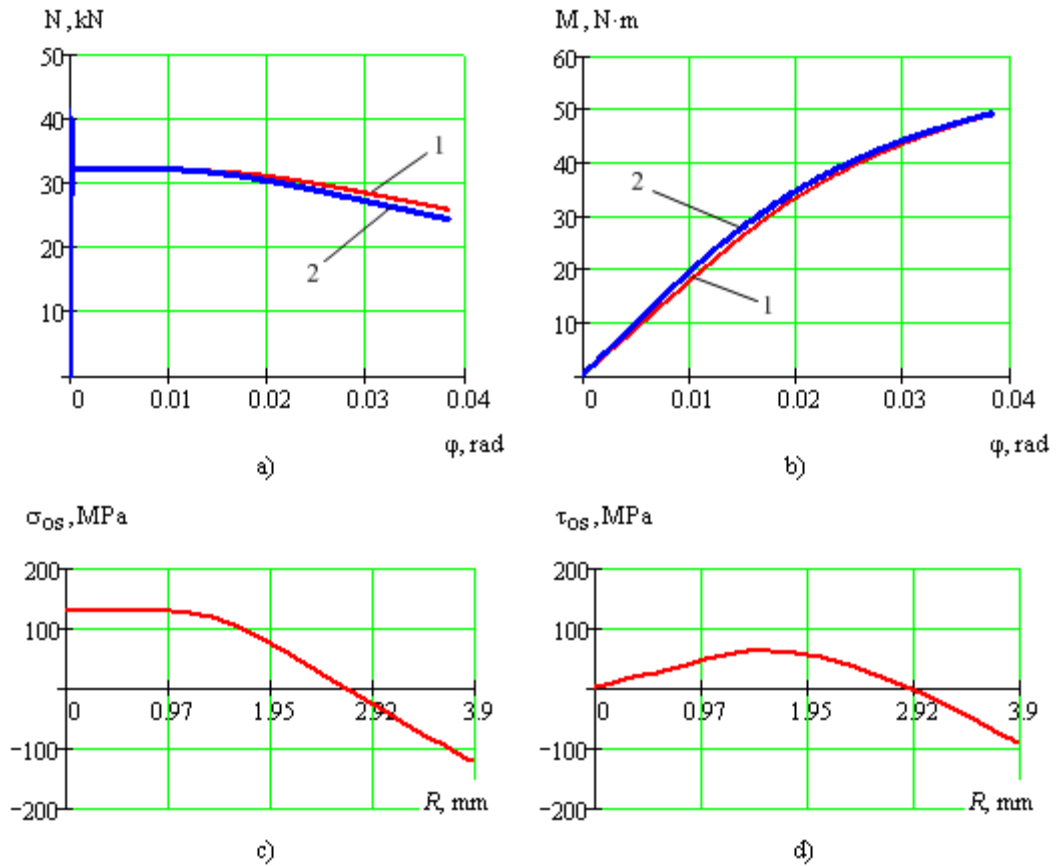 N , kN
50
40
30
20
10
1
2
0 0.01 0.02 0.03 0.04
φ, rad
a)
M , N·m
60
50
40
30
20
10
2
1
0 0.01 0.02 0.03 0.04
φ, rad
b)
σos , MPa
200
100
-100
-200
0 0.97 1.95 2.92 3.9
R, mm
c)
τos , MPa
200
100
-100
-200
0 0.97 1.95 2.92 3.9
R, mm
d)